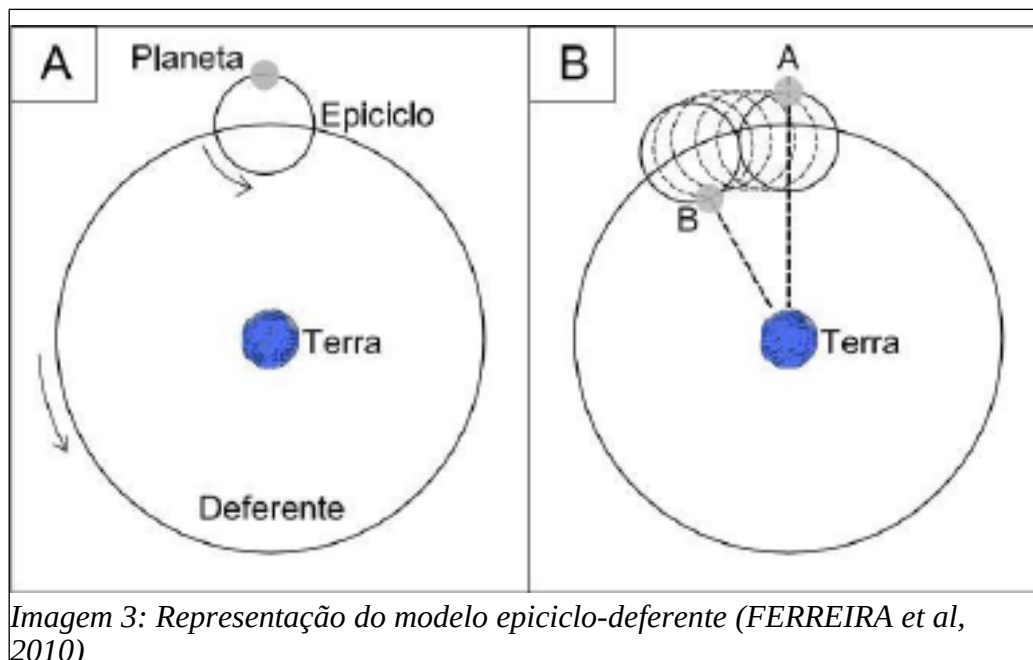 A
Planeta
Epiciclo
Terra
Deferente
B
A
B
Terra
Imagem 3: Representação do modelo epiciclo-deferente (FERREIRA et al,
2010)